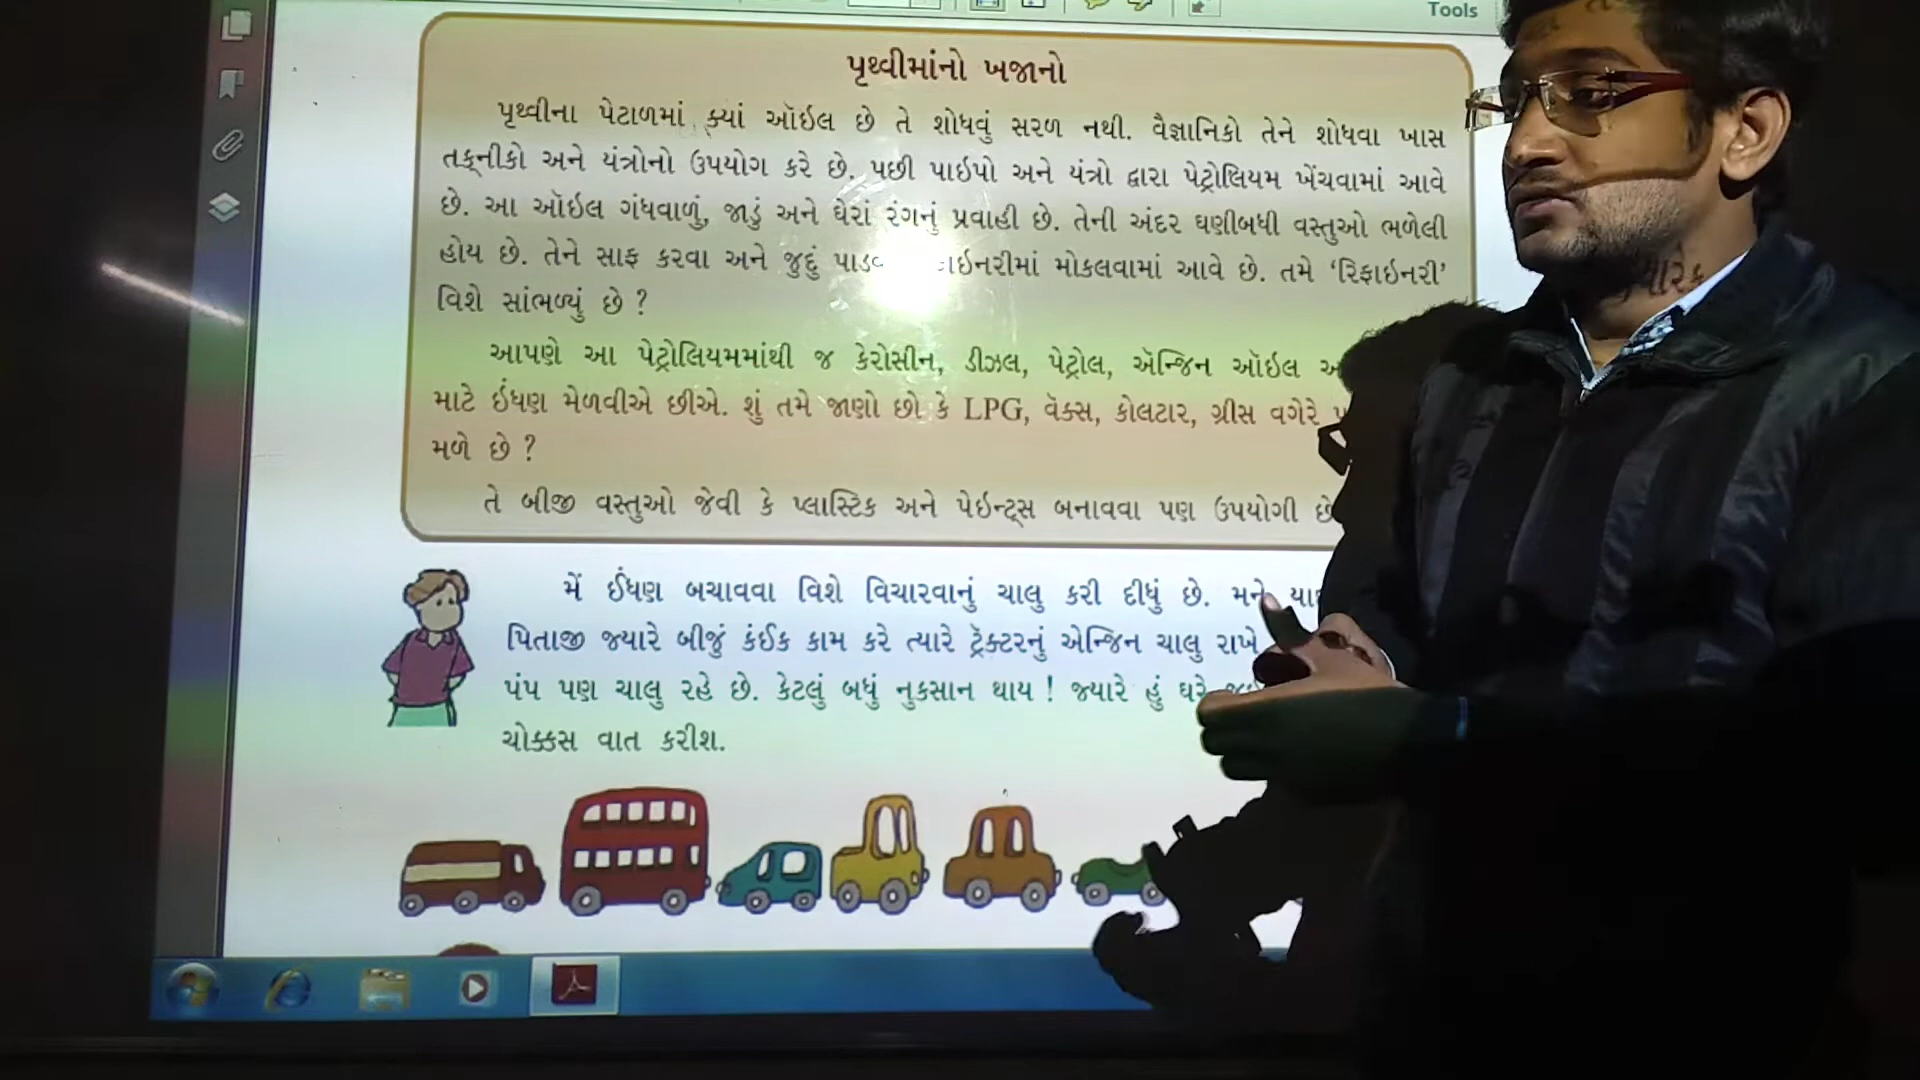 Tools
પૃથ્વીમાંનો ખજાનો
પૃથ્વીના પેટાળમાં ક્યાં ઑઇલ છે તે શોધવું સરળ નથી. વૈજ્ઞાનિકો તેને શોધવા ખાસ
તક્નીકો અને યંત્રોનો ઉપયોગ કરે છે. પછી પાઇપો અને યંત્રો દ્વારા પેટ્રોલિયમ ખેંચવામાં આવે
છે. આ ઑઇલ ગંધવાળું, જાડું અને ઘેરાં રંગનું પ્રવાહી છે. તેની અંદર ઘણીબધી વસ્તુઓ ભળેલી
હોય છે. તેને સાફ કરવા અને જુદું મોકલવામાં આવે છે. તમે ‘રિફાઇનરી’
વિશે સાંભળ્યું છે ?
આપણે આ પેટ્રોલિયમમાંથી જ કેરોસીન, ડીઝલ, પેટ્રોલ, ઍન્જિન ઑઇલ
માટે ઇંધણ મેળવીએ છીએ. શું તમે જાણો છો કે LPG, વૅક્સ, કોલટાર, ગ્રીસ વગેરે
મળે છે ?
તે બીજી વસ્તુઓ જેવી કે પ્લાસ્ટિક અને પેઇન્ટ્સ બનાવવા પણ ઉપયોગી છે
મેં ઈંધણ બચાવવા વિશે વિચારવાનું ચાલુ કરી દીધું છે. મને
પિતાજી જ્યારે બીજું કંઈક કામ કરે ત્યારે ટ્રૅક્ટરનું એન્જિન ચાલુ રાખે
પંપ પણ ચાલુ રહે છે. કેટલું બધું નુકસાન થાય ! જ્યારે હું ઘરે
ચોક્કસ વાત કરીશ.